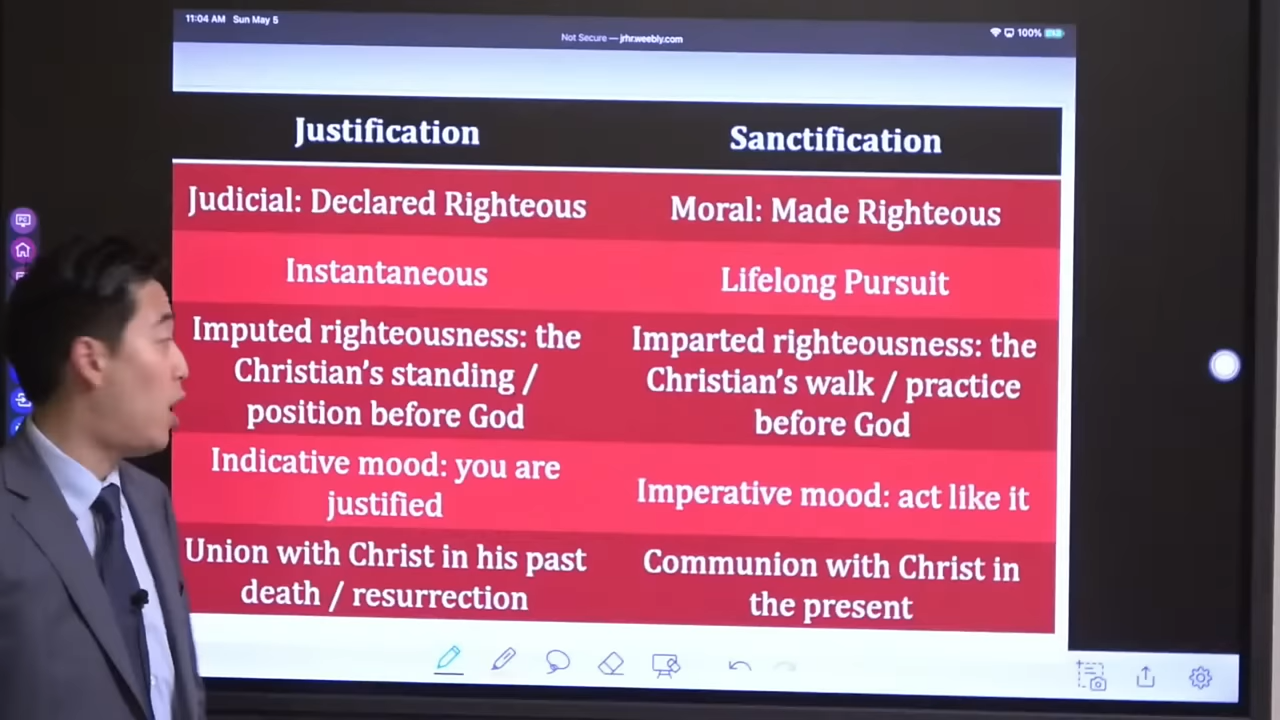 11:04 AM Sun May 5
Not Secure — jrhr.weebly.com
100%
Justification
Sanctification
Judicial: Declared Righteous
Moral: Made Righteous
Instantaneous
Lifelong Pursuit
Imputed righteousness: the
Christian's standing /
position before God
Imparted righteousness: the
Christian's walk / practice
before God
Indicative mood: you are
justified
Imperative mood: act like it
Union with Christ in his past
death / resurrection
Communion with Christ in
the present